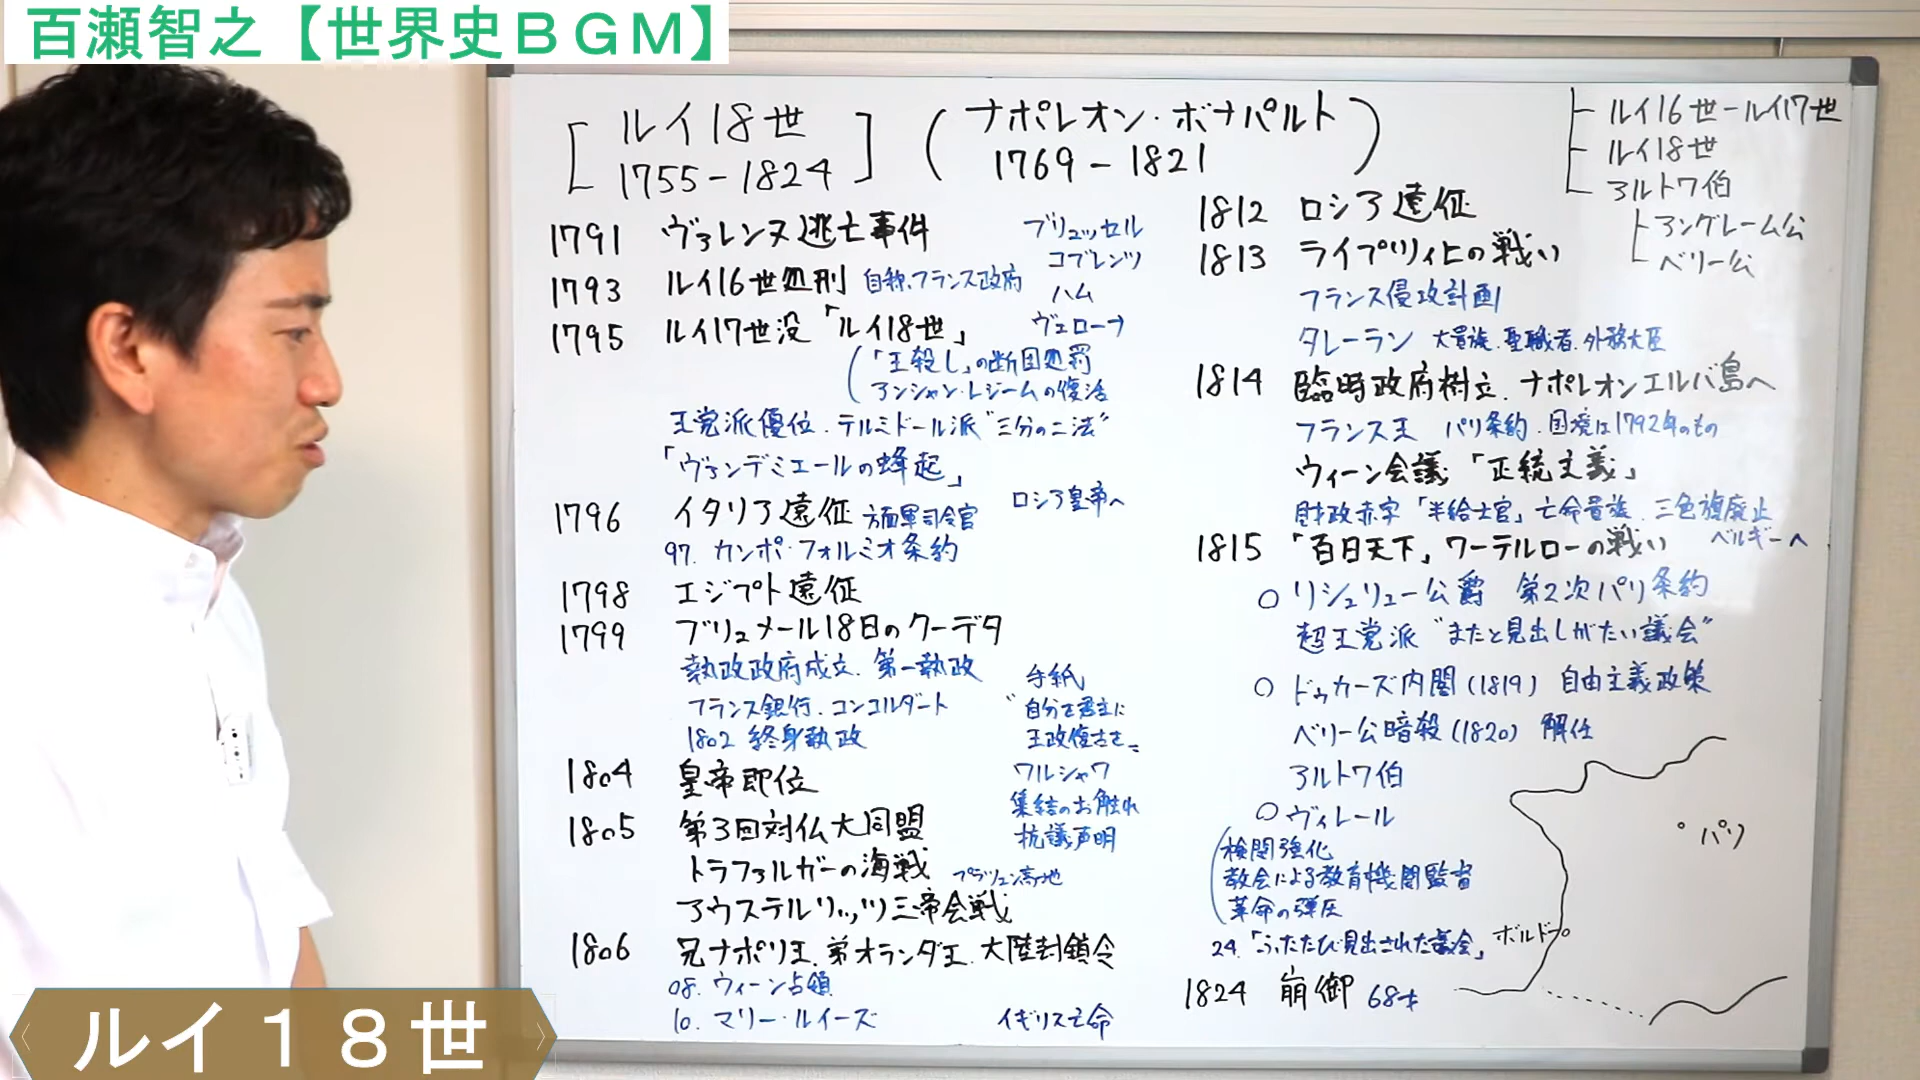 百瀬智之【世界史ＢＧＭ】
ルイ18世
1755-1824
ナポレオン・ボナパルト
1769-1821
ルイ16世-ルイ17世
ルイ18世
アルトワ伯
アングレーム公
ベリー公
1791 ヴァレンヌ逃亡事件 ブリュッセル
コブレンツ
1793 ルイ16世処刑 自称、フランス政府 ハム
1795 ルイ17世没「ルイ18世」 ヴェローナ
「王殺し」の断固処罰
アンシャン・レジームの復活
王党派優位.テルミドール派"三分の二法"
「ヴァンデミエールの蜂起」
1796 イタリア遠征 方面軍司令官 ロシア皇帝へ
97. カンポ・フォルミオ条約
1798 エジプト遠征
1799 ブリュメール18日のクーデタ
執政政府成立.第一執政 手紙
フランス銀行.コンコルダート "自分を君主に
1802 終身執政 王政復古を"
1804 皇帝即位 ワルシャワ
集結のお触れ
1805 第3回対仏大同盟 抗議声明
トラファルガーの海戦 プラツェン高地
アウステルリッツ三帝会戦
1806 兄ナポリ王.弟オランダ王.大陸封鎖令
08. ウィーン占領
10. マリー・ルイーズ イギリス亡命
1812 ロシア遠征
1813 ライプツィヒの戦い
フランス侵攻計画
タレーラン 大貴族.聖職者.外務大臣
1814 臨時政府樹立.ナポレオンエルバ島へ
フランス王 パリ条約.国境は1792年のもの
ウィーン会議「正統主義」
財政赤字「半給士官」亡命貴族.三色旗廃止
1815 「百日天下」ワーテルローの戦い ベルギーへ
○リシュリュー公爵 第2次パリ条約
超王党派"またと見出しがたい議会"
○ドゥカーズ内閣(1819) 自由主義政策
ベリー公暗殺(1820) 解任
アルトワ伯
○ヴィレール
検閲強化
教会による教育機関監督
革命の弾圧
24.「ふたたび見出された議会」
1824 崩御 68才
パリ
ボルドー
ルイ１８世